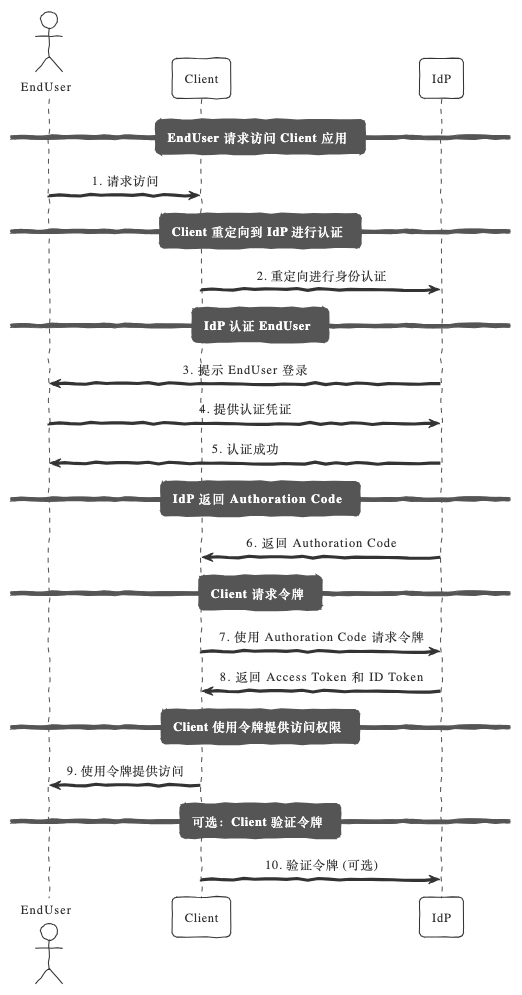 EndUser
Client
IdP
EndUser 请求访问 Client 应用
1. 请求访问
Client 重定向到 IdP 进行认证
2. 重定向进行身份认证
IdP 认证 EndUser
3. 提示 EndUser 登录
4. 提供认证凭证
5. 认证成功
IdP 返回 Authoration Code
6. 返回 Authoration Code
Client 请求令牌
7. 使用 Authoration Code 请求令牌
8. 返回 Access Token 和 ID Token
Client 使用令牌提供访问权限
9. 使用令牌提供访问
可选：Client 验证令牌
10. 验证令牌 (可选)
EndUser
Client
IdP